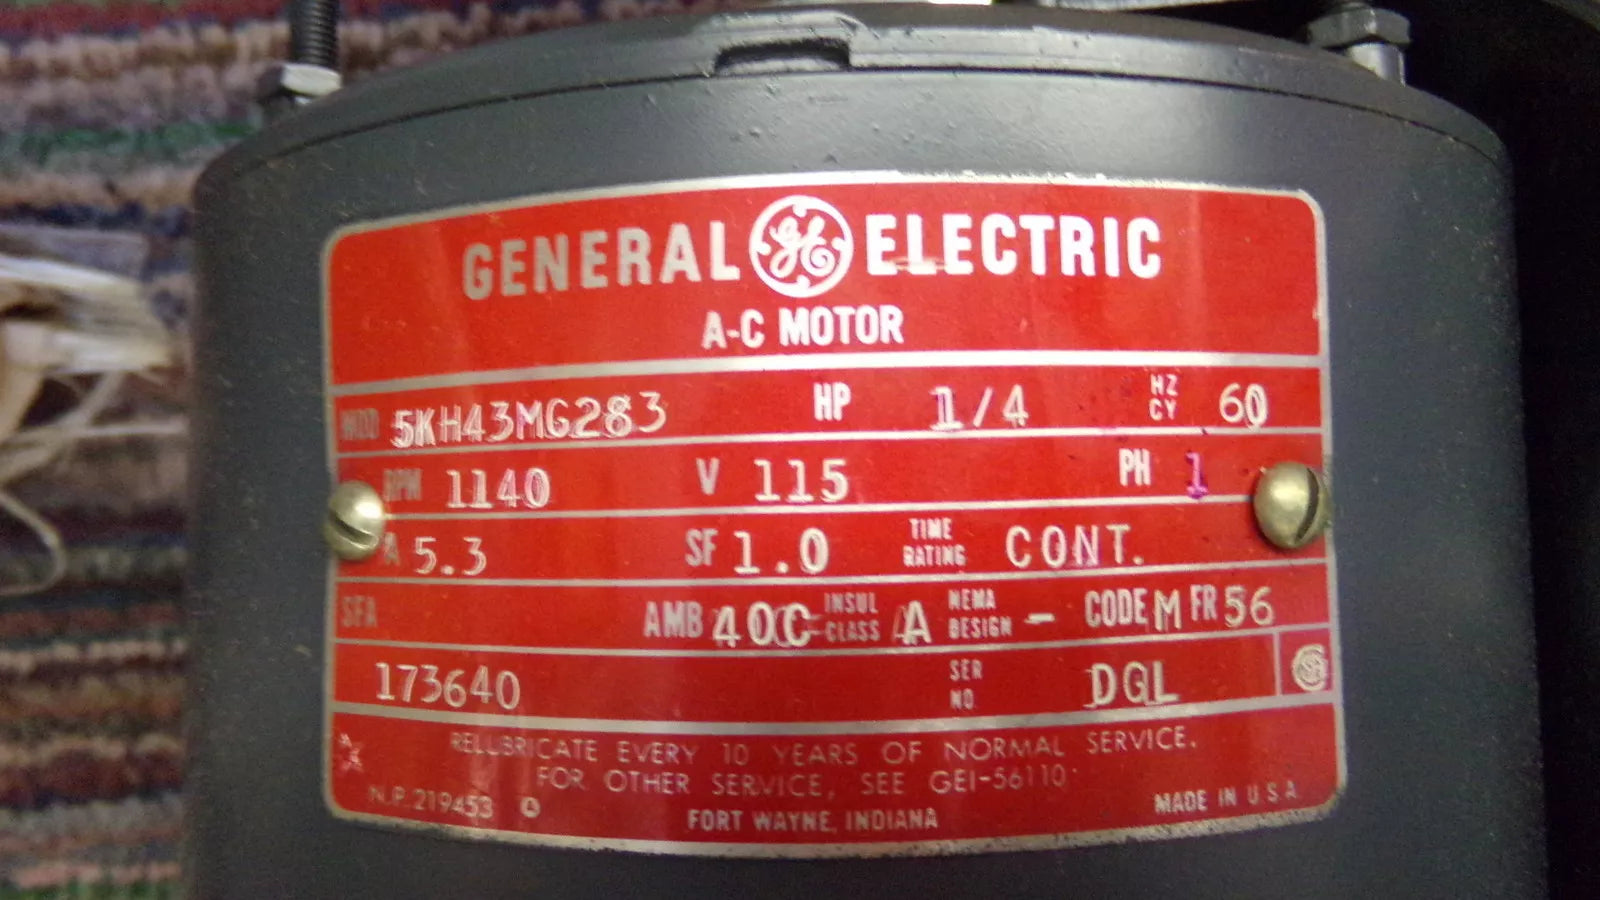 GENERAL GE ELECTRIC
A-C MOTOR
MOD 5KH43MG283 HP 1/4 HZ CY 60
RPM 1140 V 115 PH 1
A 5.3 SF 1.0 TIME RATING CONT.
SFA AMB 40C INSUL CLASS A NEMA DESIGN - CODE M FR 56
173640 SER NO. DGL
RELUBRICATE EVERY 10 YEARS OF NORMAL SERVICE.
FOR OTHER SERVICE, SEE GEI-56110.
N.P. 219453 FORT WAYNE, INDIANA MADE IN U.S.A.